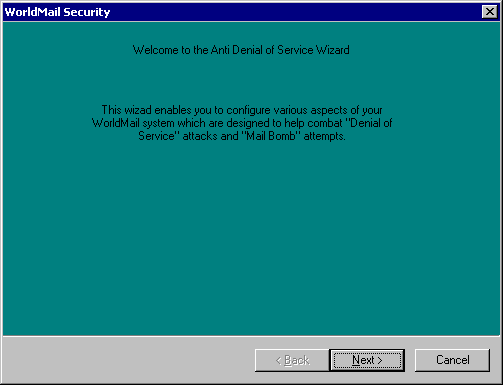 WorldMail Security
Welcome to the Anti Denial of Service Wizard
This wizad enables you to configure various aspects of your
WorldMail system which are designed to help combat "Denial of
Service" attacks and "Mail Bomb" attempts.
< Back
Next >
Cancel